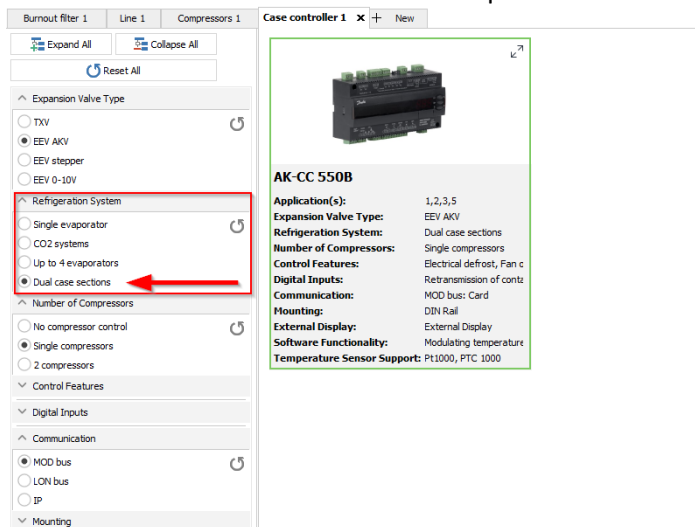 Burnout filter 1 Line 1 Compressors 1 Case controller 1 x + New
Expand All Collapse All
Reset All
Expansion Valve Type
TXV
EEV AKV
EEV stepper
EEV 0-10V
Refrigeration System
Single evaporator
CO2 systems
Up to 4 evaporators
Dual case sections
Number of Compressors
No compressor control
Single compressors
2 compressors
Control Features
Digital Inputs
Communication
MOD bus
LON bus
IP
Mounting
AK-CC 550B
Application(s): 1,2,3,5
Expansion Valve Type: EEV AKV
Refrigeration System: Dual case sections
Number of Compressors: Single compressors
Control Features: Electrical defrost, Fan c
Digital Inputs: Retransmission of conta
Communication: MOD bus: Card
Mounting: DIN Rail
External Display: External Display
Software Functionality: Modulating temperature
Temperature Sensor Support: Pt1000, PTC 1000